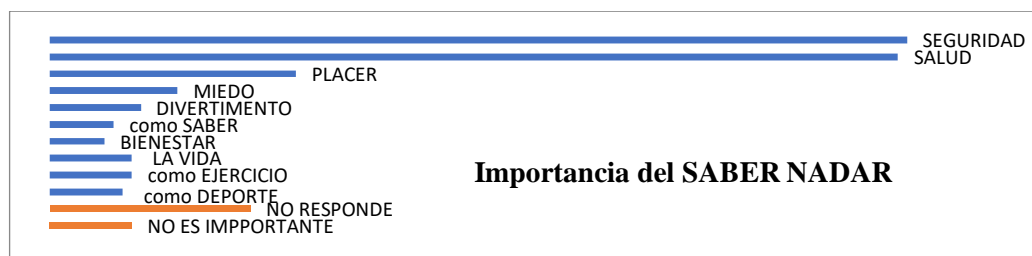 SEGURIDAD
SALUD
PLACER
MIEDO
DIVERTIMENTO
como SABER
BIENESTAR
LA VIDA
como EJERCICIO
como DEPORTE
NO RESPONDE
NO ES IMPPORTANTE
Importancia del SABER NADAR